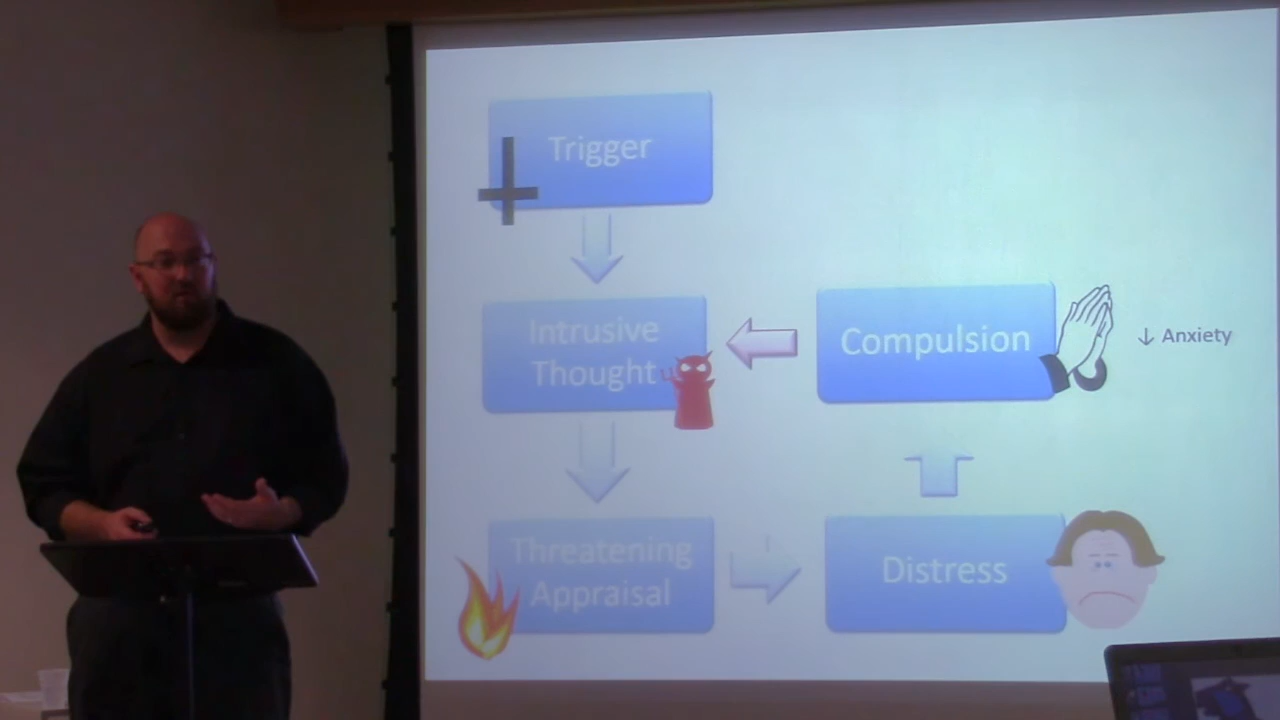 Trigger
Intrusive
Thought
Compulsion
↓ Anxiety
Threatening
Appraisal
Distress